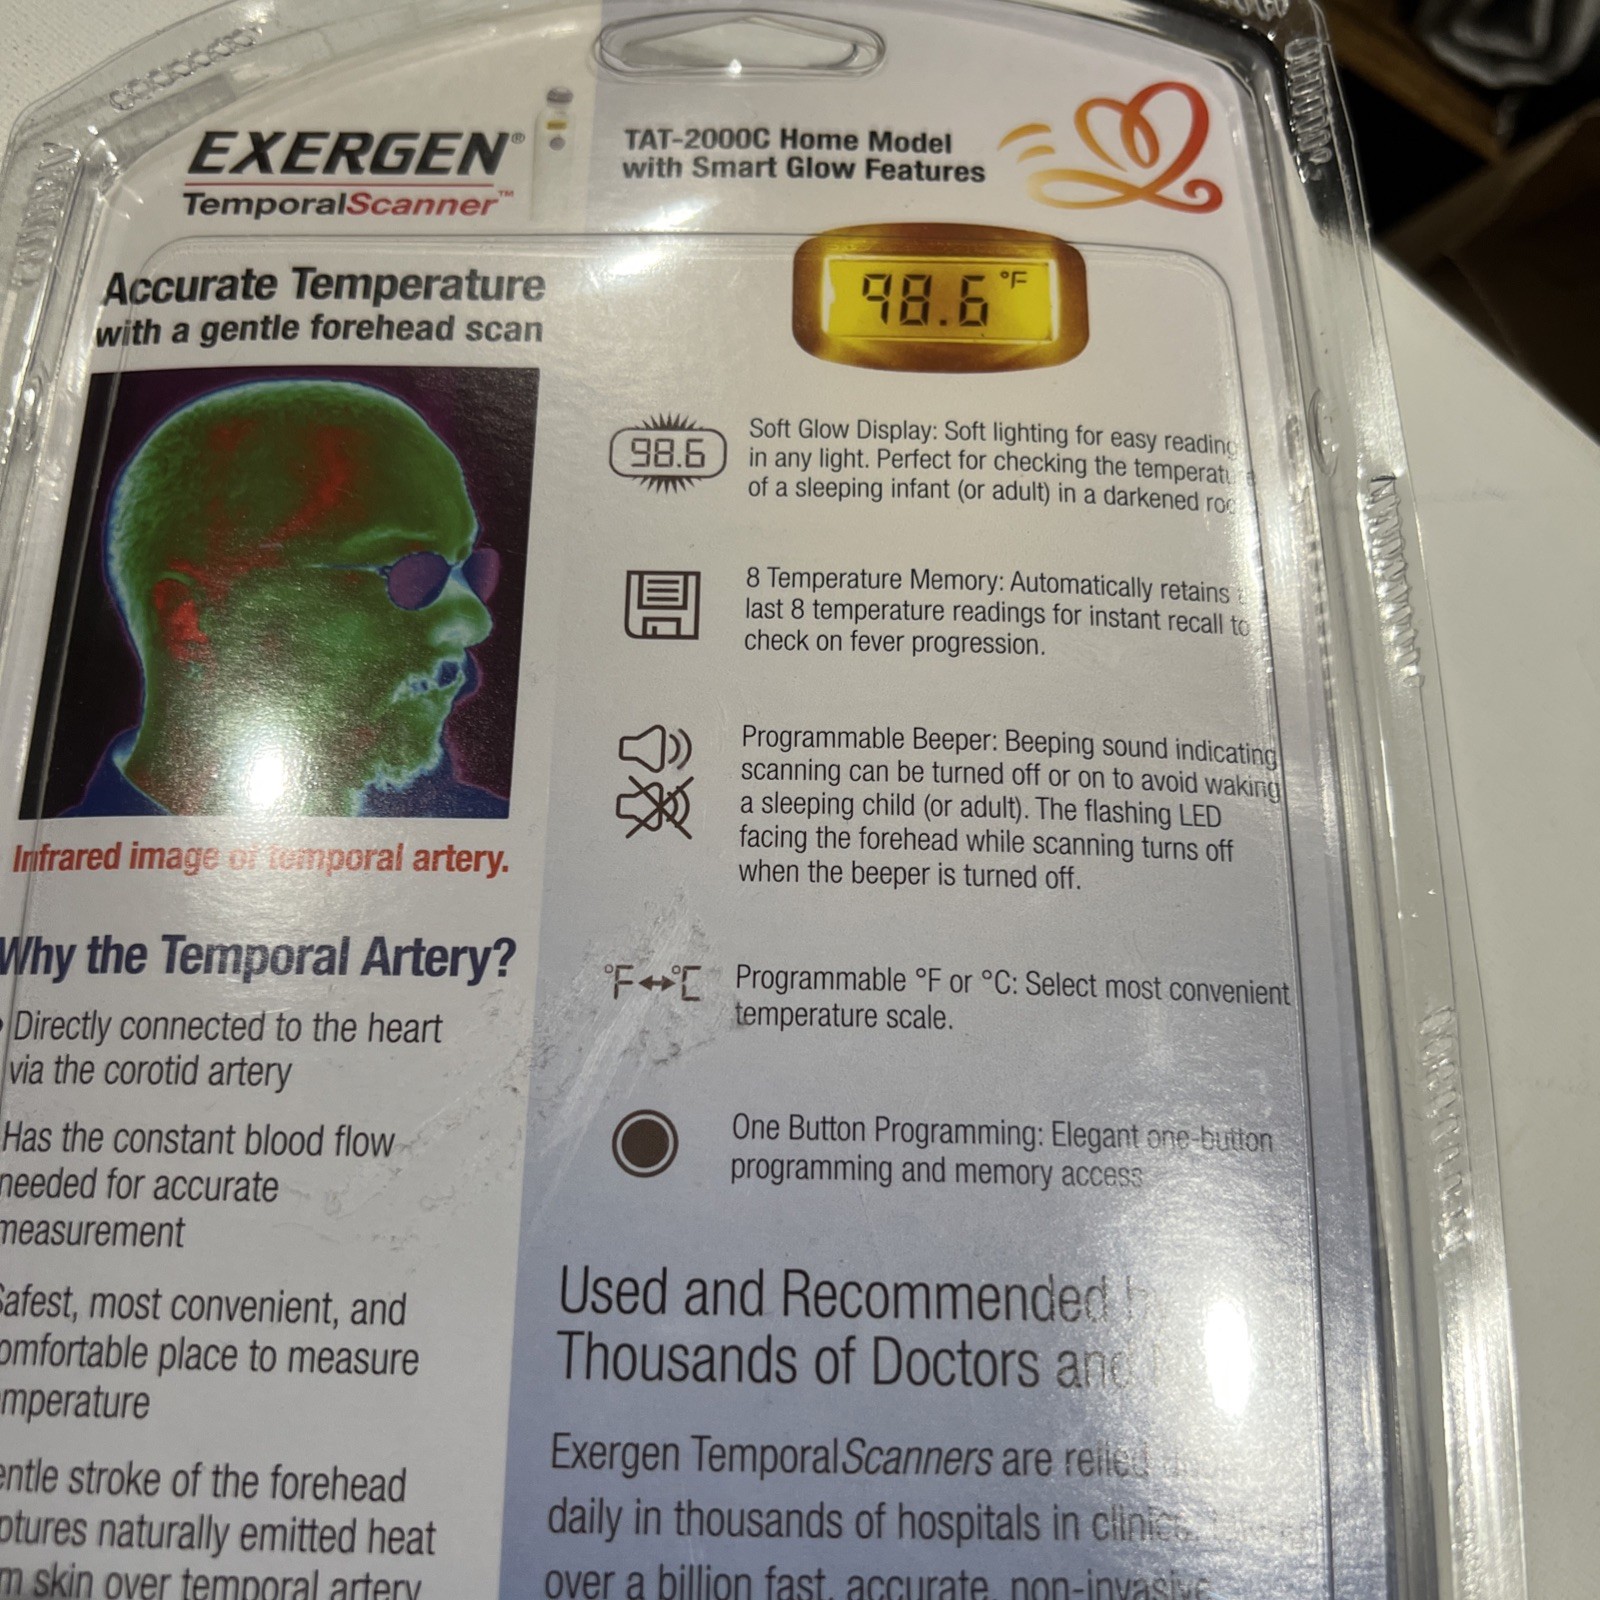 EXERGEN®
TemporalScanner™
TAT-2000C Home Model
with Smart Glow Features
Accurate Temperature
with a gentle forehead scan
98.6 °F
Infrared image of temporal artery.
Why the Temporal Artery?
Directly connected to the heart
via the corotid artery
Has the constant blood flow
needed for accurate
measurement
Safest, most convenient, and
comfortable place to measure
stroke of the forehead
naturally emitted heat
skin over temporal artery
98.6
Soft Glow Display: Soft lighting for easy reading
in any light. Perfect for checking the
of a sleeping infant (or adult) in a darkened
8 Temperature Memory: Automatically retains
last 8 temperature readings for instant recall to
check on fever progression.
Programmable Beeper: Beeping sound indicating
scanning can be turned off or on to avoid waking
a sleeping child (or adult). The flashing LED
facing the forehead while scanning turns off
when the beeper is turned off.
°F↔°C
Programmable °F or °C: Select most convenient
temperature scale.
One Button Programming: Elegant one-button
programming and memory access
Used and Recommended
Thousands of Doctors and
Exergen TemporalScanners are relied
daily in thousands of hospitals in
over a billion fast, accurate, non-invasive